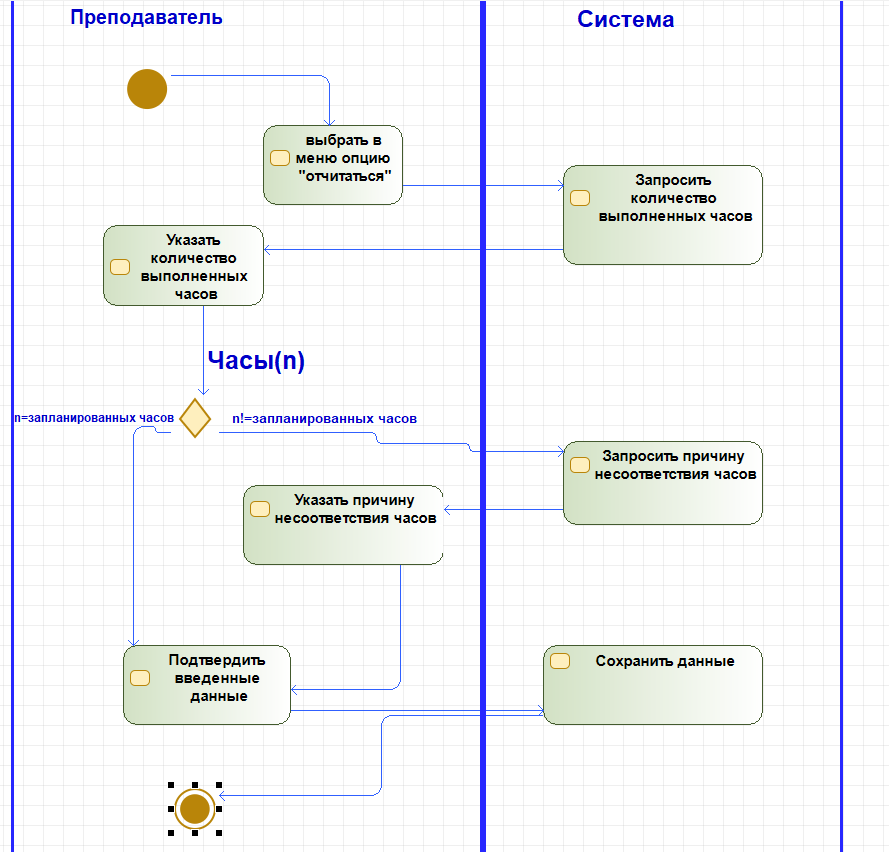 Преподаватель
Система
выбрать в
меню опцию
"отчитаться"
Запросить
количество
выполненных часов
Указать
количество
выполненных
часов
Часы(n)
n=запланированных часов
n!=запланированных часов
Запросить причину
несоответствия часов
Указать причину
несоответствия часов
Подтвердить
введенные
данные
Сохранить данные